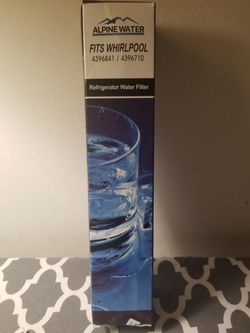 ALPINE WATER
FITS WHIRLPOOL
4396841 / 4396710
Refrigerator Water Filter